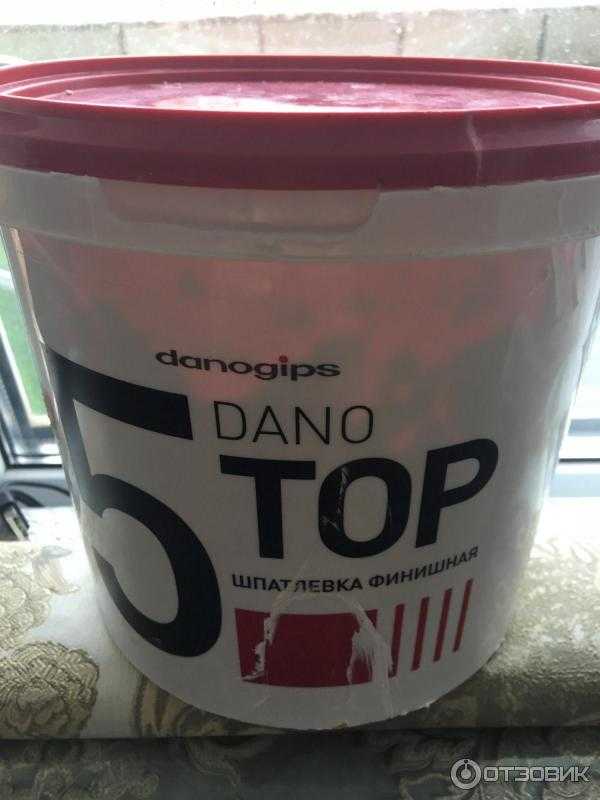 danogips
5
DANO
TOP
ШПАТЛЕВКА ФИНИШНАЯ
ОТЗОВИК